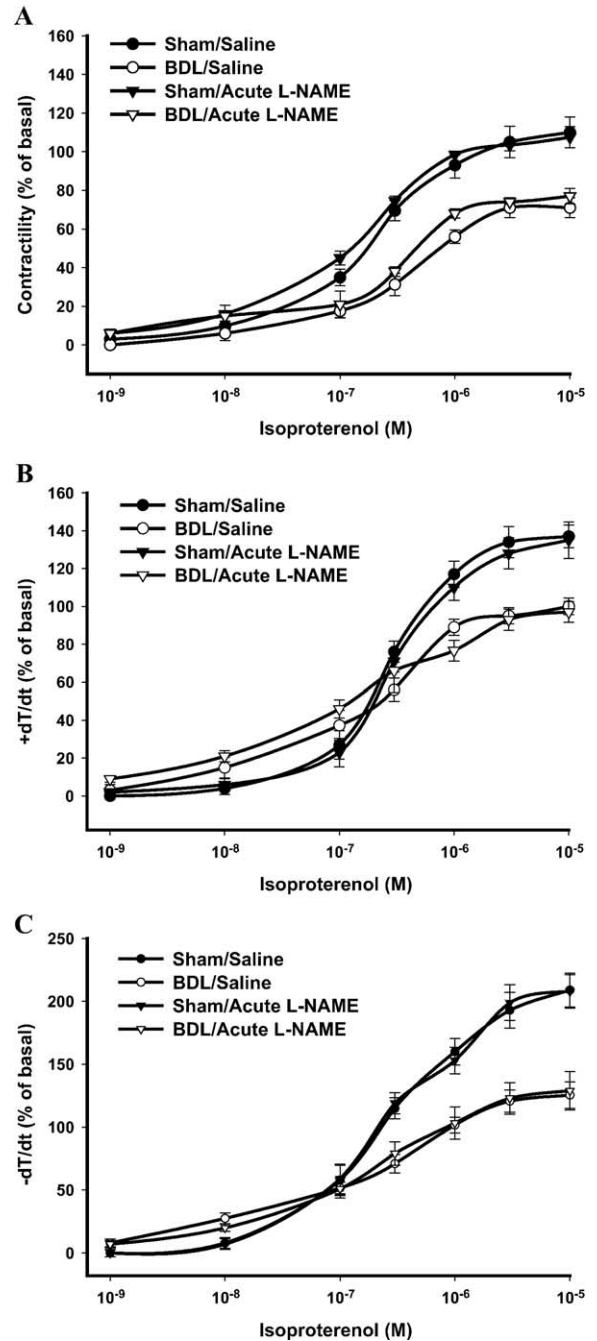 A
160
140
120
100
80
60
40
20
0
Contractility (% of basal)
Sham/Saline
BDL/Saline
Sham/Acute L-NAME
BDL/Acute L-NAME
10⁻⁹ 10⁻⁸ 10⁻⁷ 10⁻⁶ 10⁻⁵
Isoproterenol (M)
B
160
140
120
100
80
60
40
20
0
+dT/dt (% of basal)
Sham/Saline
BDL/Saline
Sham/Acute L-NAME
BDL/Acute L-NAME
10⁻⁹ 10⁻⁸ 10⁻⁷ 10⁻⁶ 10⁻⁵
Isoproterenol (M)
C
250
200
150
100
50
0
-dT/dt (% of basal)
Sham/Saline
BDL/Saline
Sham/Acute L-NAME
BDL/Acute L-NAME
10⁻⁹ 10⁻⁸ 10⁻⁷ 10⁻⁶ 10⁻⁵
Isoproterenol (M)